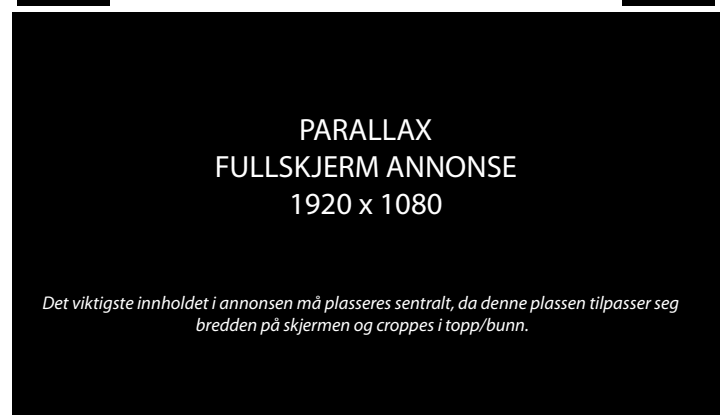 PARALLAX
FULLSKJERM ANNONSE
1920 x 1080
Det viktigste innholdet i annonsen må plasseres sentralt, da denne plassen tilpasser seg
bredden på skjermen og croppes i topp/bunn.